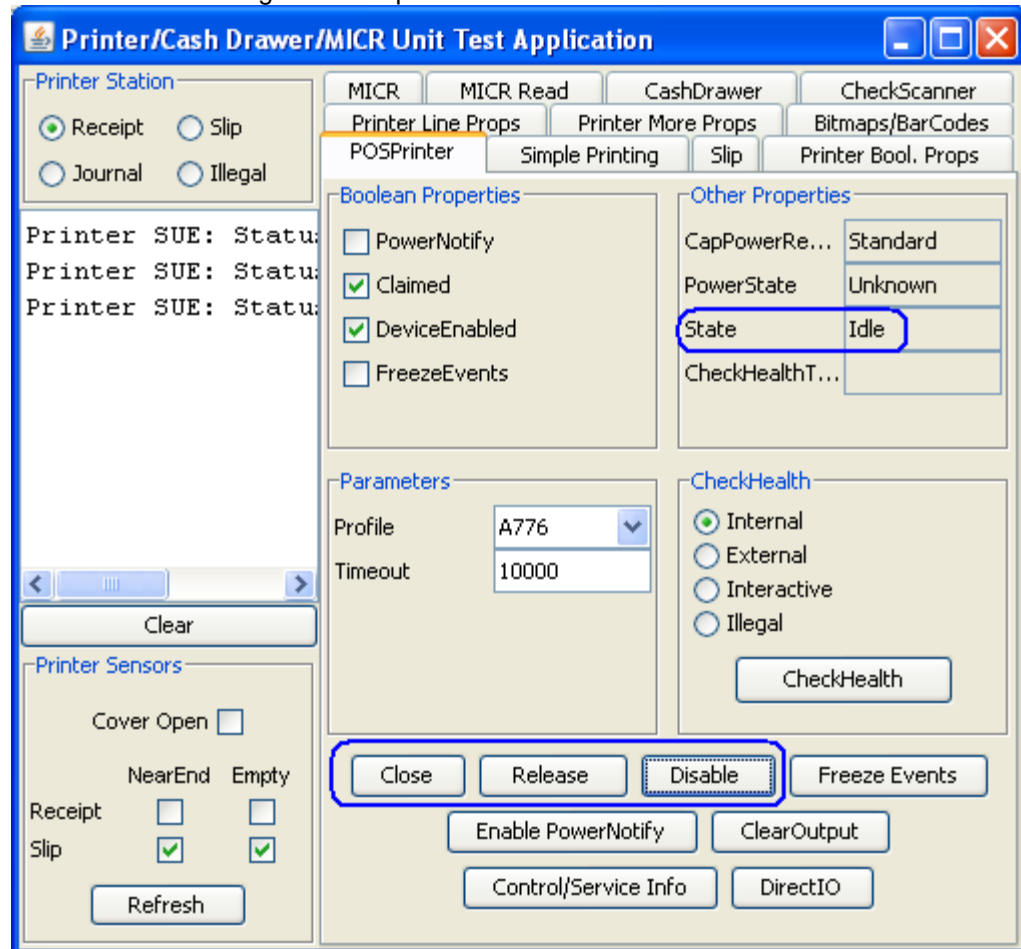 Printer/Cash Drawer/MICR Unit Test Application
Printer Station
Receipt Slip
Journal Illegal
Printer SUE: Statu
Printer SUE: Statu
Printer SUE: Statu
Clear
Printer Sensors
Cover Open
NearEnd Empty
Receipt
Slip
Refresh
MICR MICR Read CashDrawer CheckScanner
Printer Line Props Printer More Props Bitmaps/BarCodes
POSPrinter Simple Printing Slip Printer Bool. Props
Boolean Properties
PowerNotify
Claimed
DeviceEnabled
FreezeEvents
Other Properties
CapPowerRe... Standard
PowerState Unknown
State Idle
CheckHealthT...
Parameters
Profile A776
Timeout 10000
CheckHealth
Internal
External
Interactive
Illegal
CheckHealth
Close Release Disable Freeze Events
Enable PowerNotify ClearOutput
Control/Service Info DirectIO